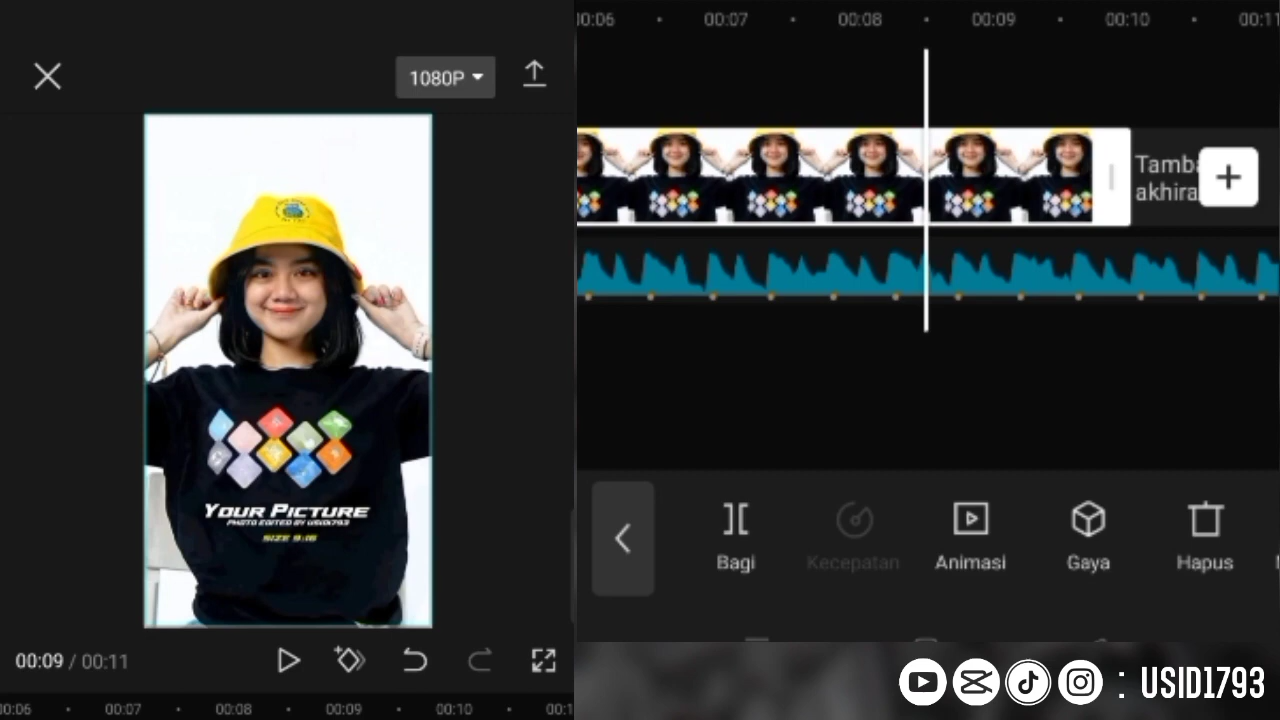 1080P
YOUR PICTURE
PHOTO EDITED BY USID1793
SIZE 9:16
00:09 / 00:11
00:06 00:07 00:08 00:09 00:10
00:06 00:07 00:08 00:09 00:10 00:11
Tamba
akhira
Bagi Kecepatan Animasi Gaya Hapus
: USID1793